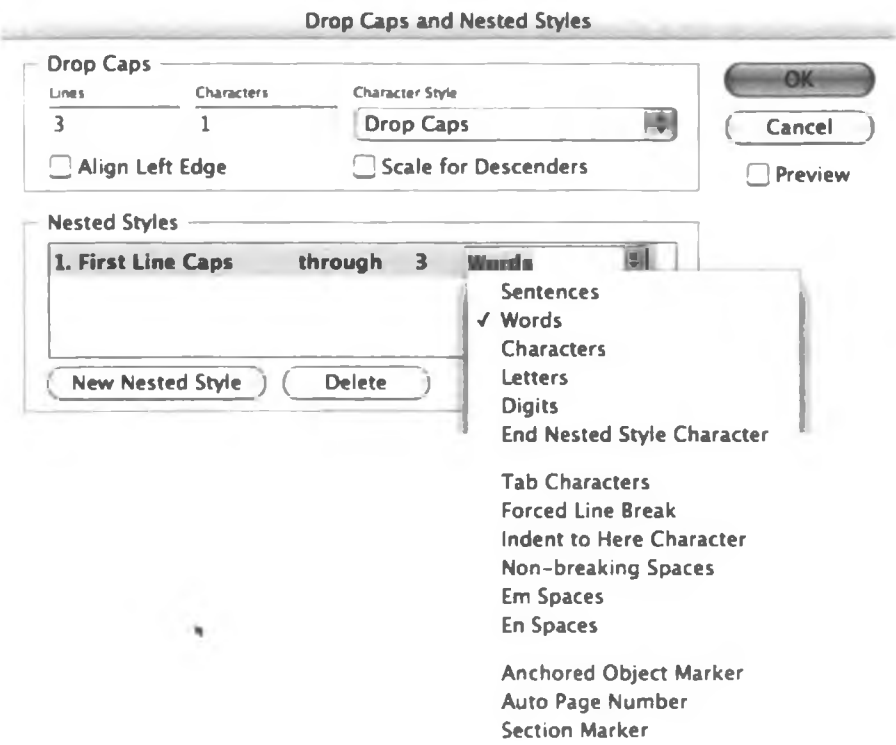 Drop Caps and Nested Styles
Drop Caps
Lines Characters Character Style
3 1 Drop Caps
Align Left Edge Scale for Descenders
OK
Cancel
Preview
Nested Styles
1. First Line Caps through 3 Words
New Nested Style Delete
Sentences
✓ Words
Characters
Letters
Digits
End Nested Style Character
Tab Characters
Forced Line Break
Indent to Here Character
Non-breaking Spaces
Em Spaces
En Spaces
Anchored Object Marker
Auto Page Number
Section Marker